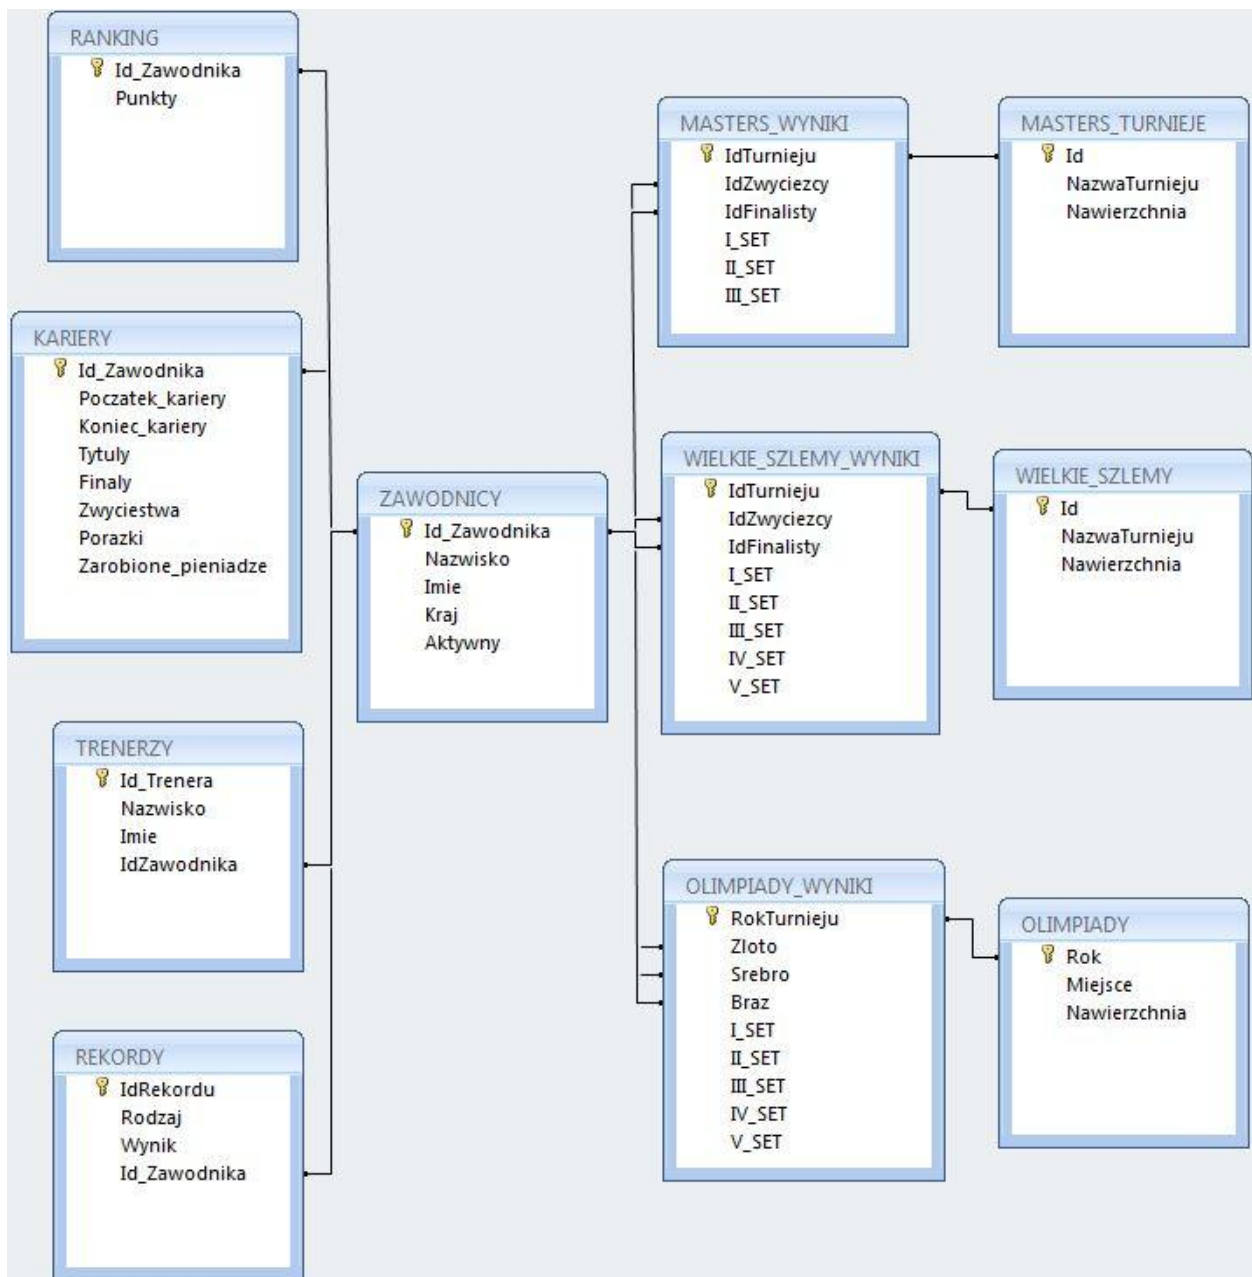 RANKING
Id_Zawodnika
Punkty
KARIERY
Id_Zawodnika
Poczatek_kariery
Koniec_kariery
Tytuly
Finaly
Zwyciestwa
Porazki
Zarobione_pieniadze
TRENERZY
Id_Trenera
Nazwisko
Imie
IdZawodnika
REKORDY
IdRekordu
Rodzaj
Wynik
Id_Zawodnika
ZAWODNICY
Id_Zawodnika
Nazwisko
Imie
Kraj
Aktywny
MASTERS_WYNIKI
IdTurnieju
IdZwyciezcy
IdFinalisty
I_SET
II_SET
III_SET
WIELKIE_SZLEMY_WYNIKI
IdTurnieju
IdZwyciezcy
IdFinalisty
I_SET
II_SET
III_SET
IV_SET
V_SET
OLIMPIADY_WYNIKI
RokTurnieju
Zloto
Srebro
Braz
I_SET
II_SET
III_SET
IV_SET
V_SET
MASTERS_TURNIEJE
Id
NazwaTurnieju
Nawierzchnia
WIELKIE_SZLEMY
Id
NazwaTurnieju
Nawierzchnia
OLIMPIADY
Rok
Miejsce
Nawierzchnia